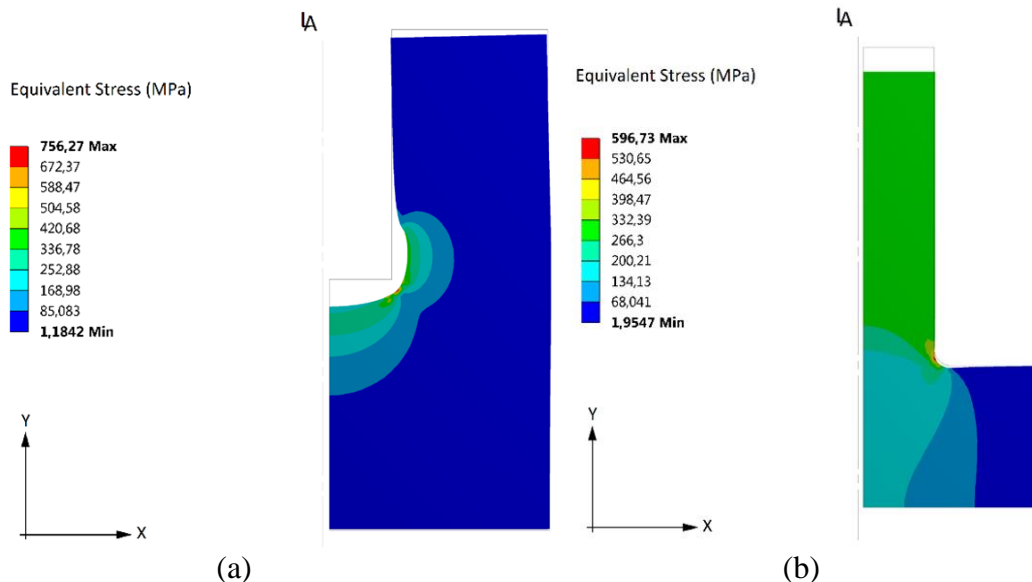 LA
Equivalent Stress (MPa)
756,27 Max
672,37
588,47
504,58
420,68
336,78
252,88
168,98
85,083
1,1842 Min
Y
X
(a)
LA
Equivalent Stress (MPa)
596,73 Max
530,65
464,56
398,47
332,39
266,3
200,21
134,13
68,041
1,9547 Min
Y
X
(b)